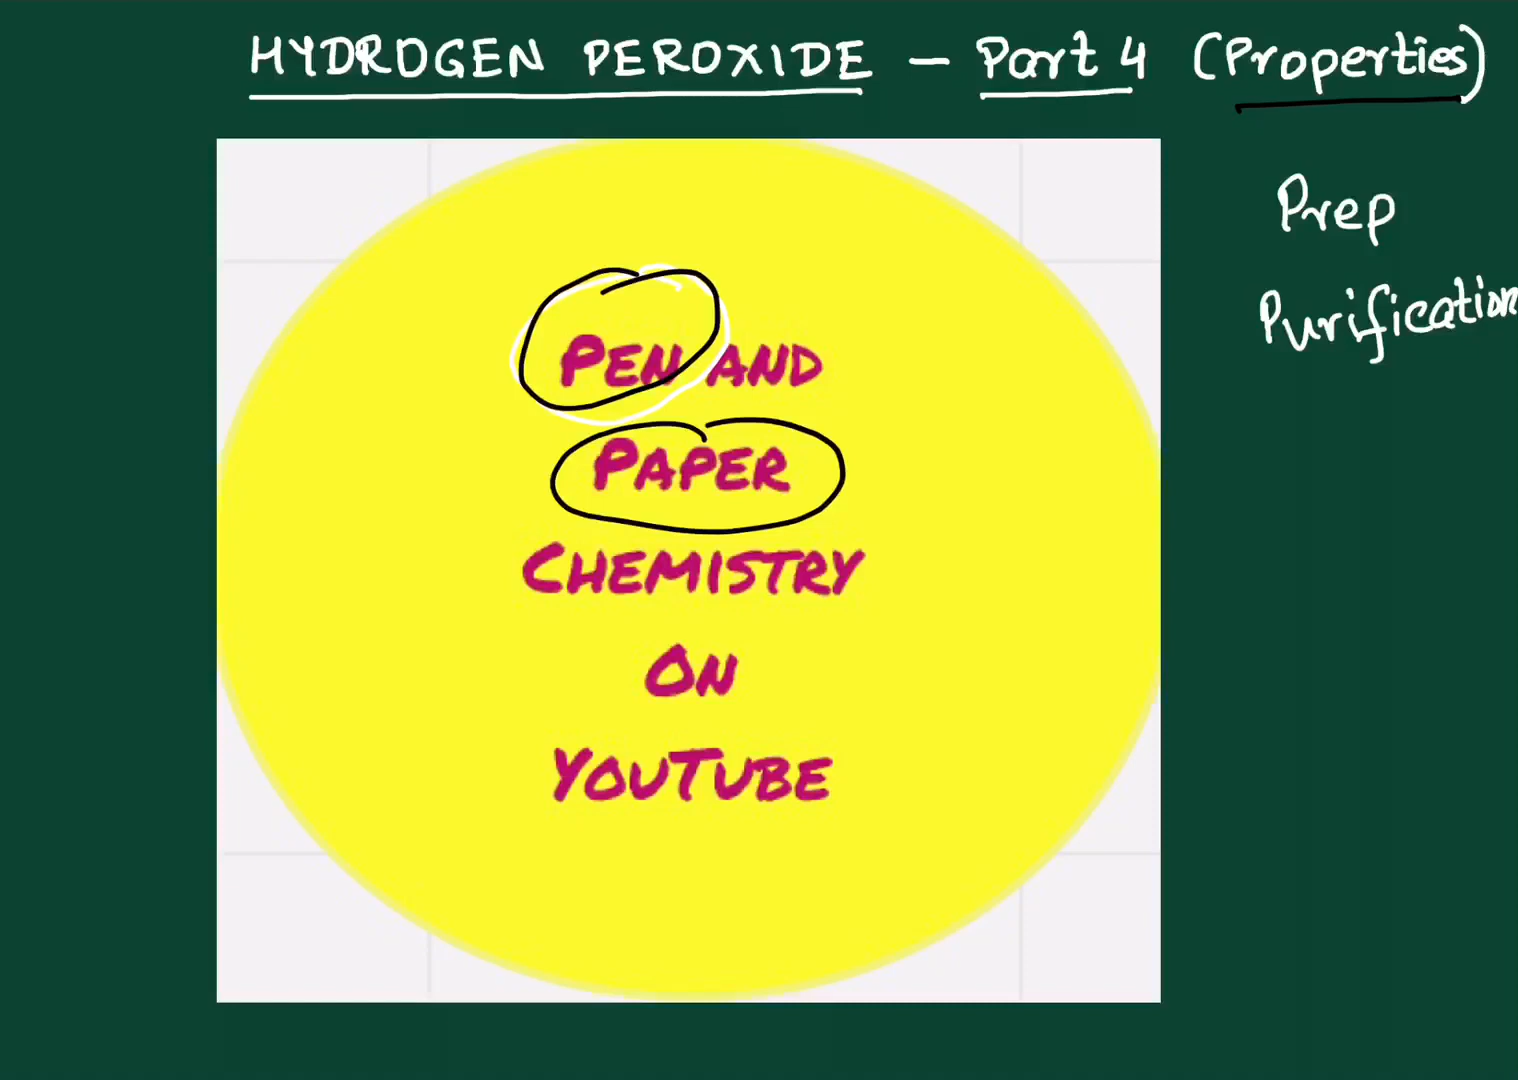 HYDROGEN PEROXIDE – Part 4 (Properties)
Prep
Purification
PEN AND
PAPER
CHEMISTRY
ON
YOUTUBE